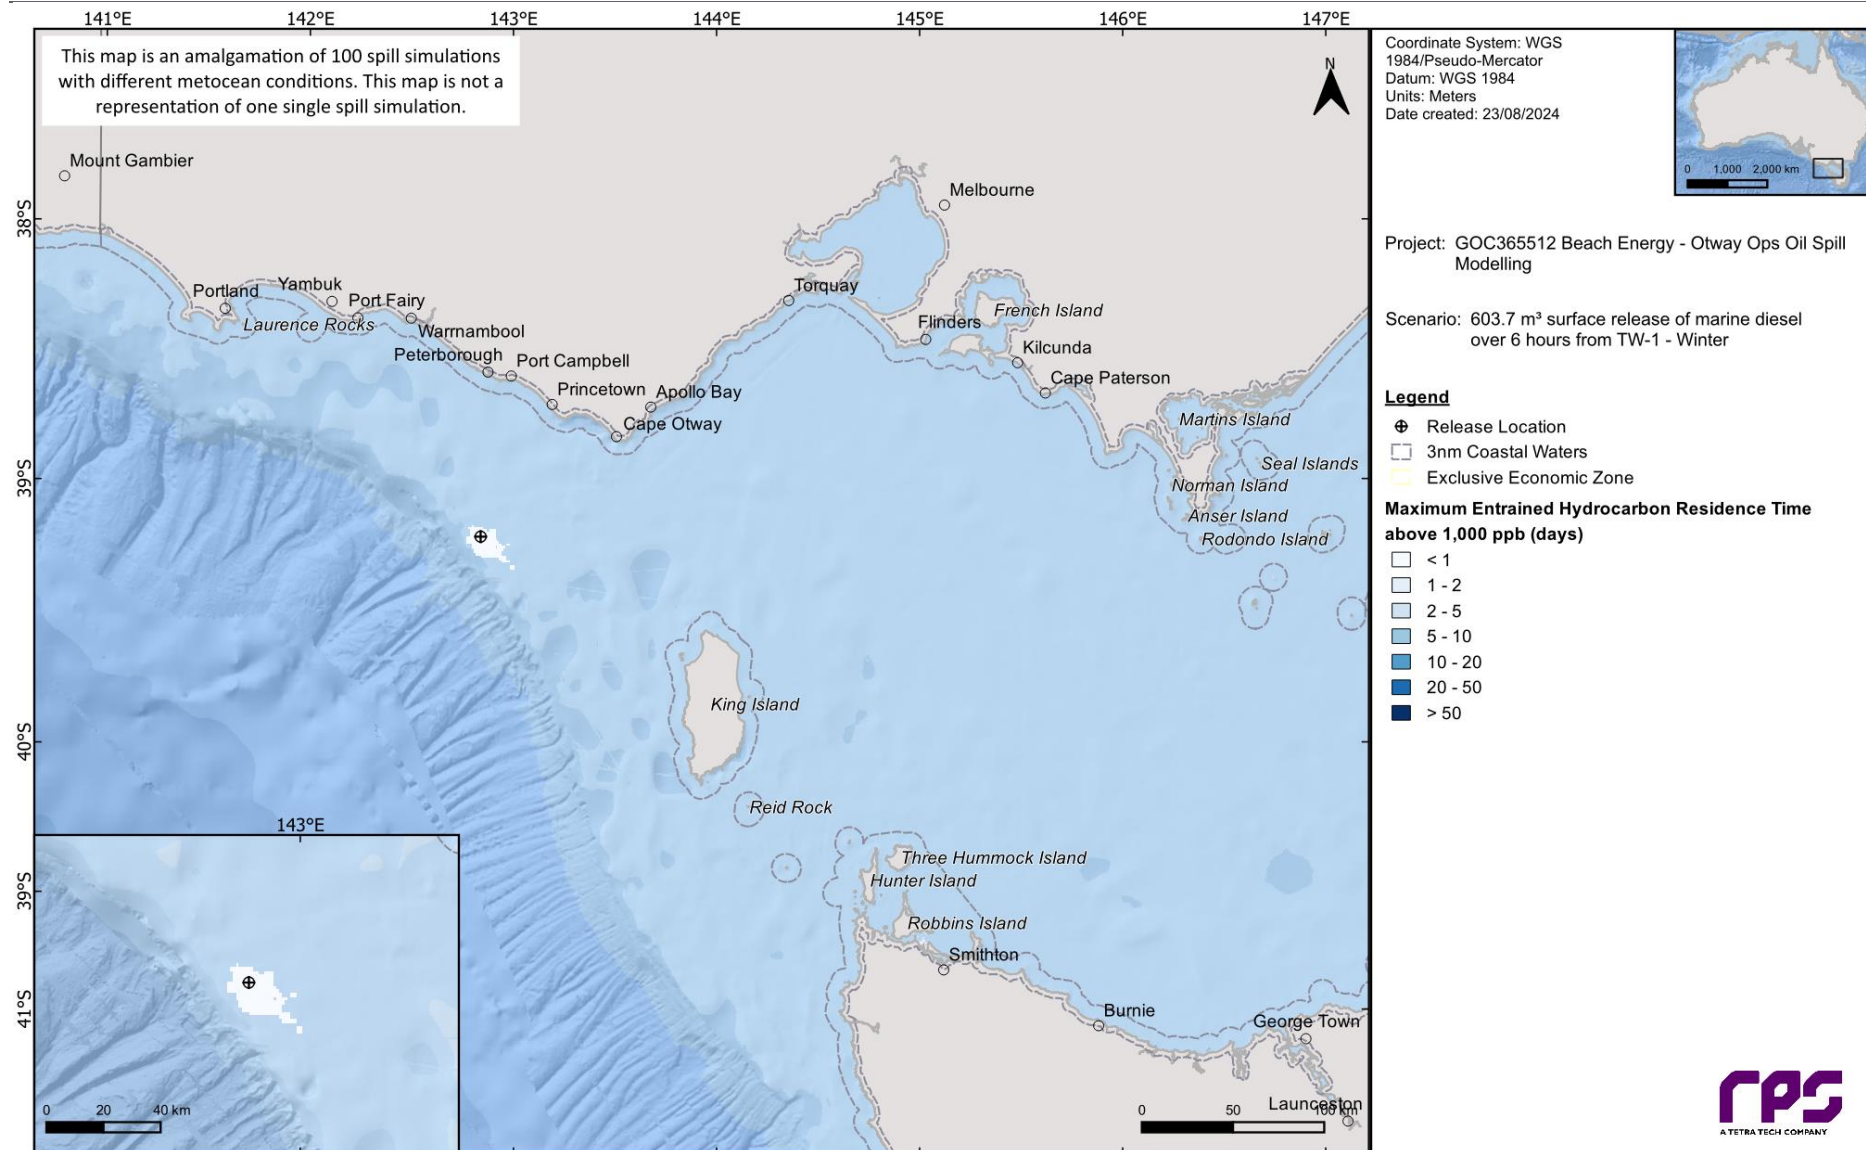 141°E
142°E
143°E
144°E
145°E
146°E
147°E
This map is an amalgamation of 100 spill simulations
with different metocean conditions. This map is not a
representation of one single spill simulation.
N
Mount Gambier
Melbourne
38°S
Portland
Yambuk
Port Fairy
Laurence Rocks
Warrnambool
Peterborough
Port Campbell
Princetown
Apollo Bay
Cape Otway
Torquay
French Island
Flinders
Kilcunda
Cape Paterson
Martins Island
Seal Islands
39°S
Norman Island
Anser Island
Rodondo Island
King Island
40°S
Reid Rock
Three Hummock Island
Hunter Island
Robbins Island
Smithton
41°S
Burnie
George Town
Launceston
0 50 100 km
143°E
39°S
0 20 40 km
Coordinate System: WGS
1984/Pseudo-Mercator
Datum: WGS 1984
Units: Meters
Date created: 23/08/2024
0 1,000 2,000 km
Project: GOC365512 Beach Energy - Otway Ops Oil Spill
Modelling
Scenario: 603.7 m³ surface release of marine diesel
over 6 hours from TW-1 - Winter
Legend
Release Location
3nm Coastal Waters
Exclusive Economic Zone
Maximum Entrained Hydrocarbon Residence Time
above 1,000 ppb (days)
< 1
1 - 2
2 - 5
5 - 10
10 - 20
20 - 50
> 50
rps
A TETRA TECH COMPANY